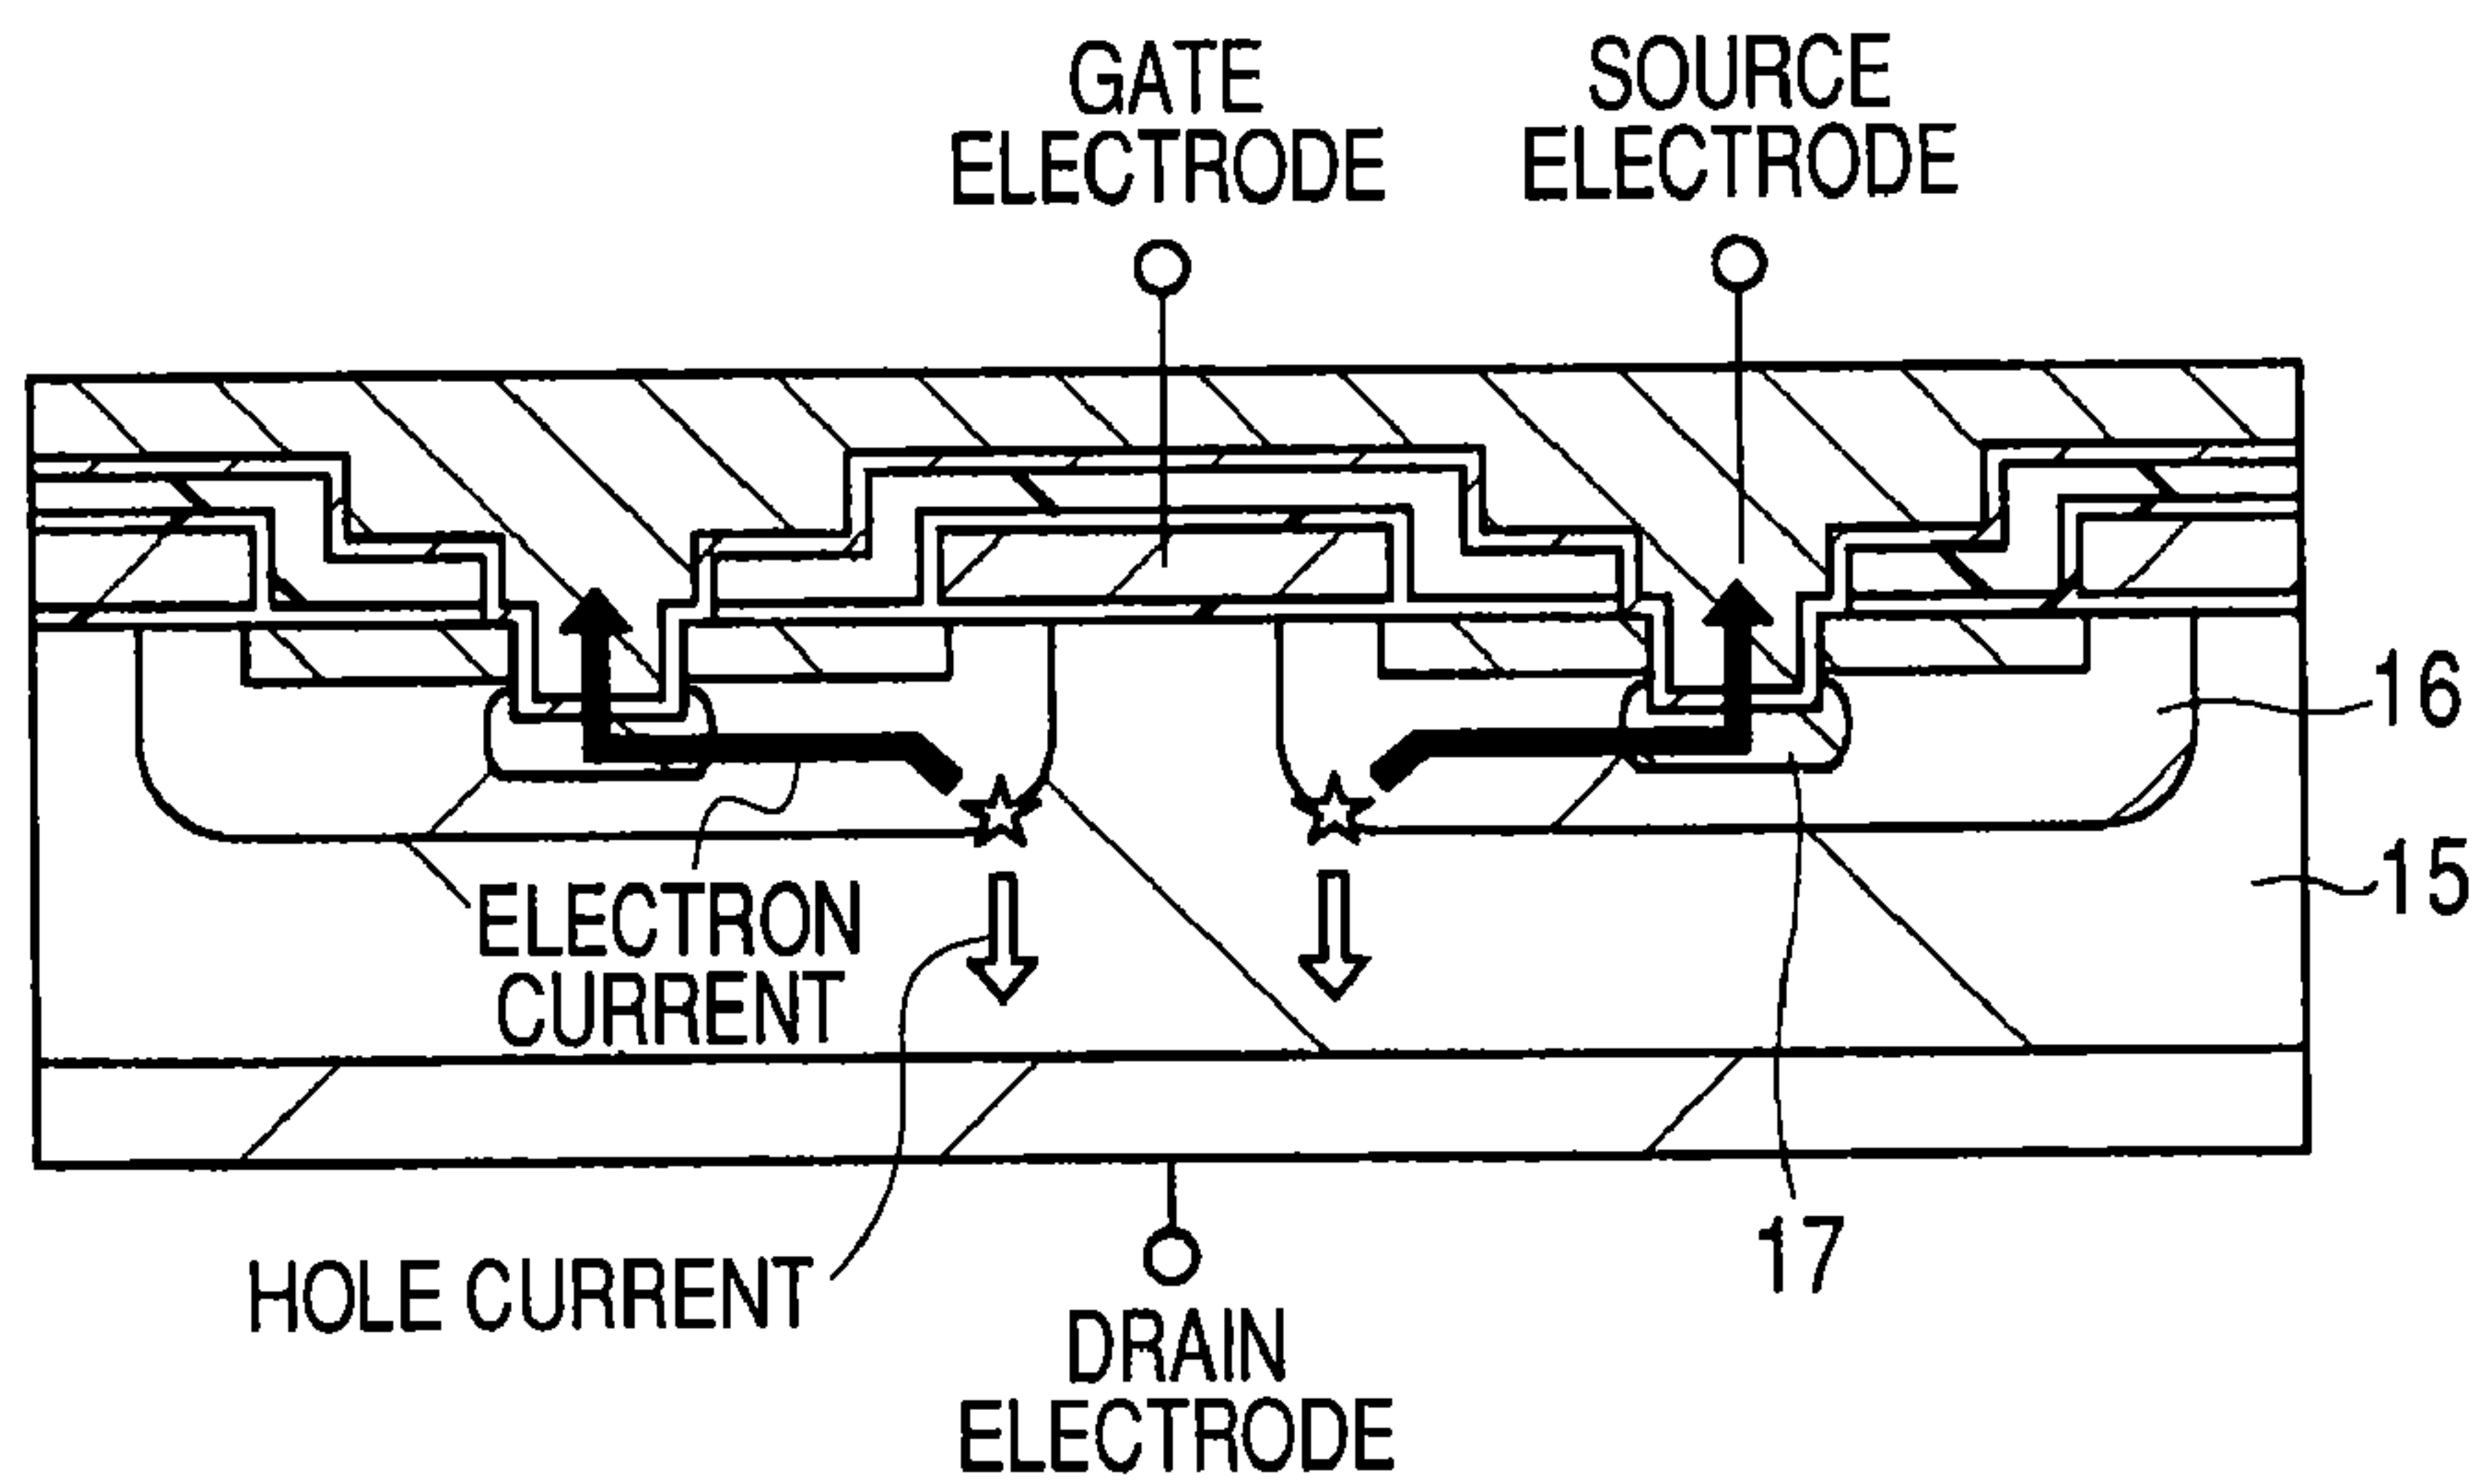 GATE
ELECTRODE
SOURCE
ELECTRODE
16
15
ELECTRON
CURRENT
HOLE CURRENT
17
DRAIN
ELECTRODE